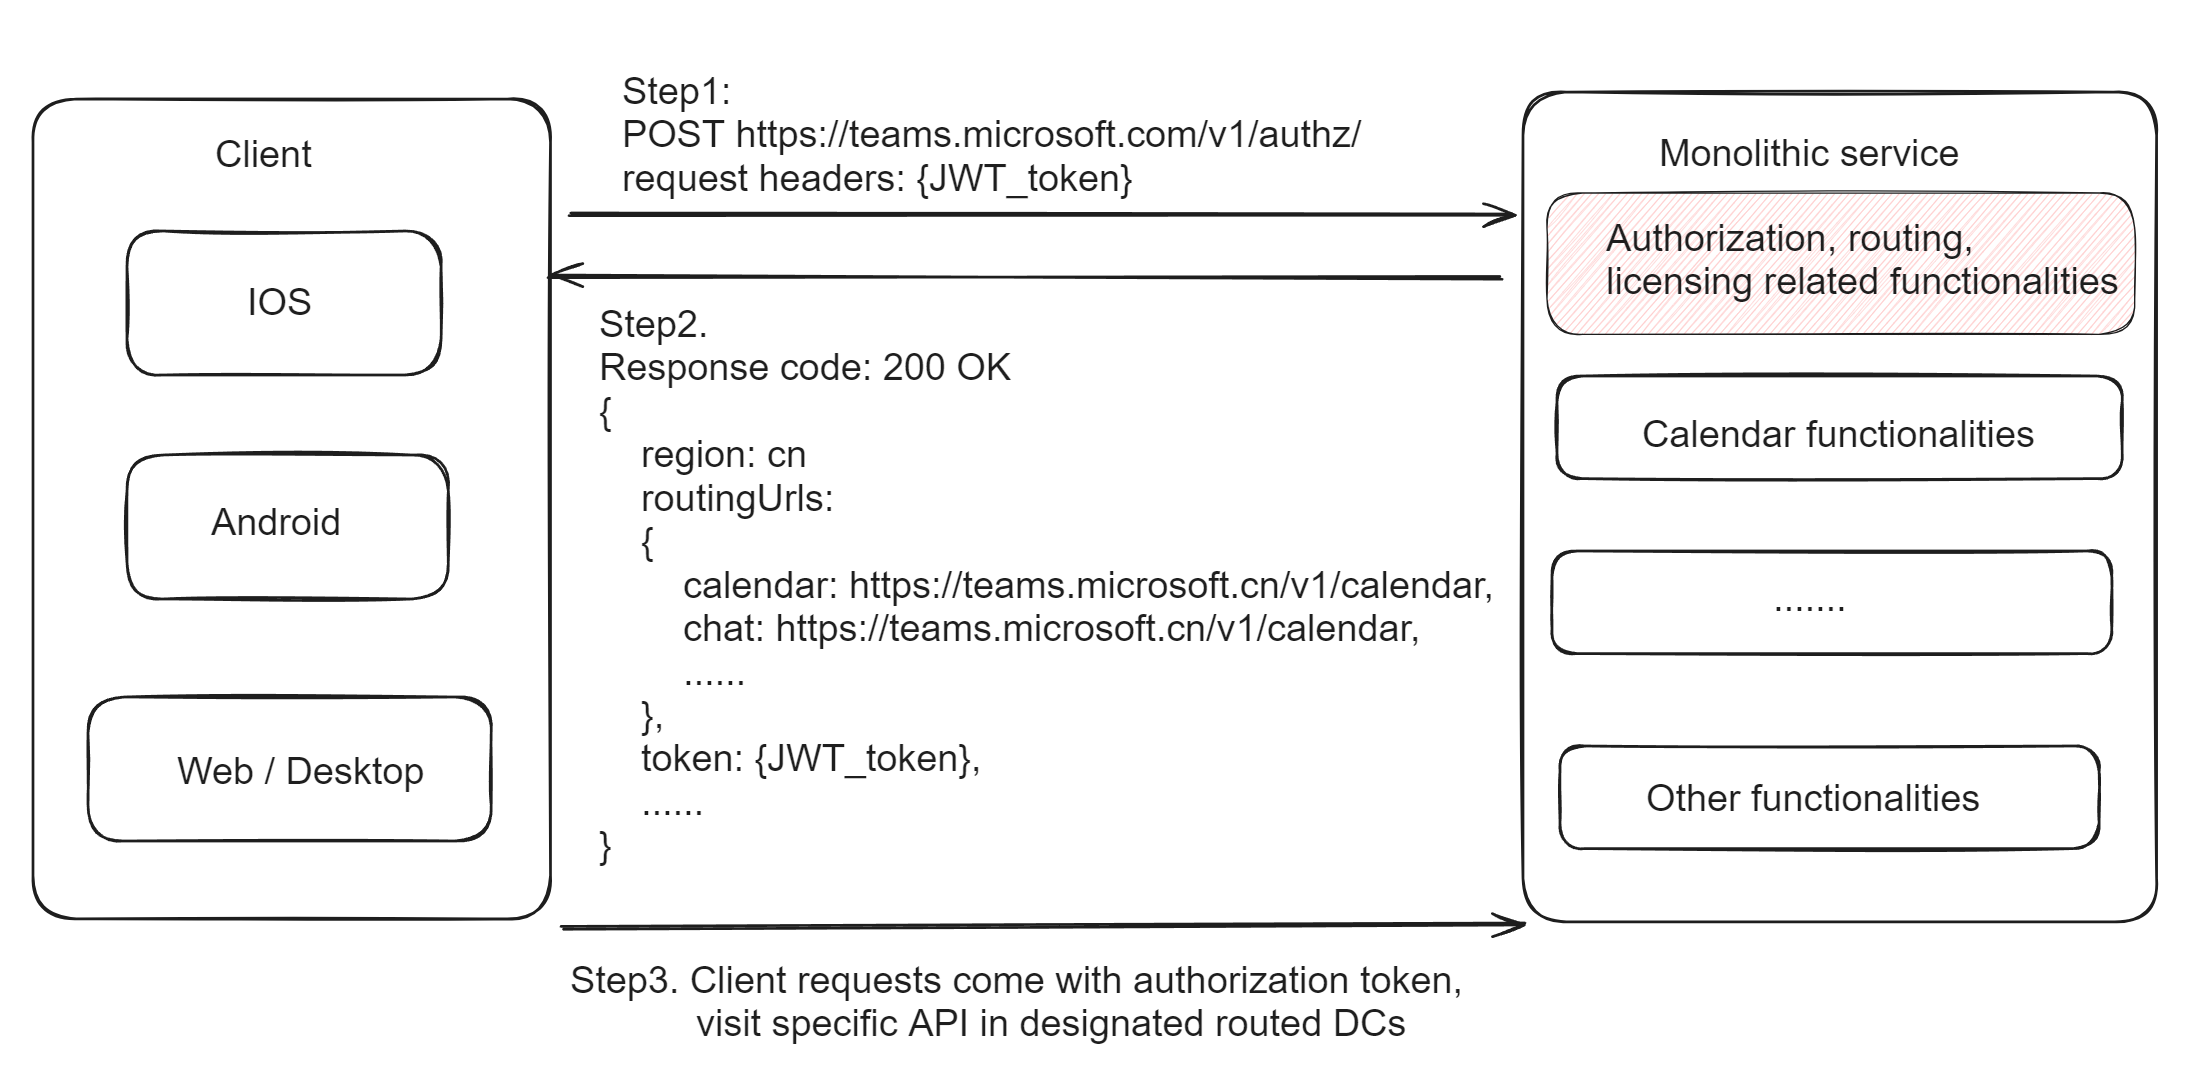 Client
IOS
Android
Web / Desktop
Step1:
POST https://teams.microsoft.com/v1/authz/
request headers: {JWT_token}
Step2.
Response code: 200 OK
{
region: cn
routingUrls:
{
calendar: https://teams.microsoft.cn/v1/calendar,
chat: https://teams.microsoft.cn/v1/calendar,
......
},
token: {JWT_token},
......
}
Step3. Client requests come with authorization token,
visit specific API in designated routed DCs
Monolithic service
Authorization, routing,
licensing related functionalities
Calendar functionalities
.......
Other functionalities